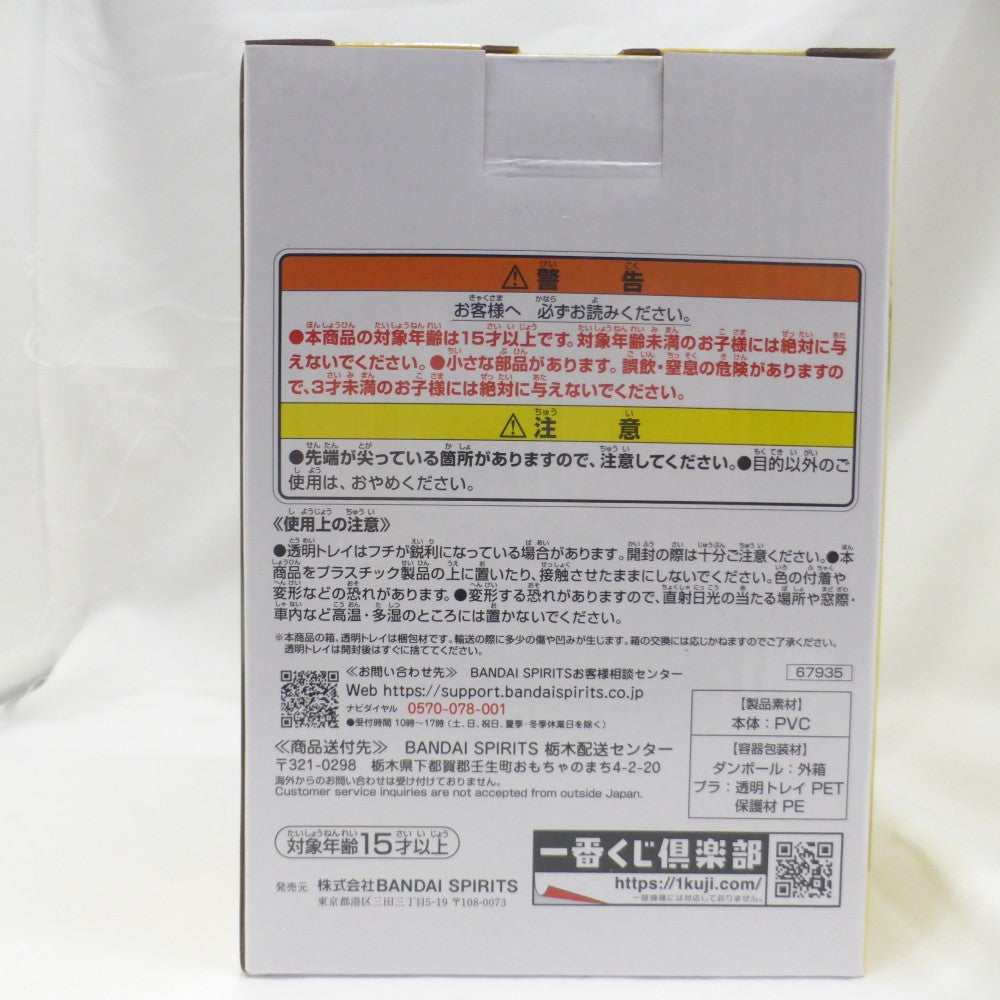 ⚠警告
お客様へ 必ずお読みください。
●本商品の対象年齢は15才以上です。対象年齢未満のお子様には絶対に与
えないでください。●小さな部品があります。誤飲・窒息の危険がありますの
で、3才未満のお子様には絶対に与えないでください。
⚠注意
●先端が尖っている箇所がありますので、注意してください。●目的以外のご
使用は、おやめください。
《使用上の注意》
●透明トレイはフチが鋭利になっている場合があります。開封の際は十分ご注意ください。●本
商品をプラスチック製品の上に置いたり、接触させたままにしないでください。色の付着や
変形などの恐れがあります。●変形する恐れがありますので、直射日光の当たる場所や窓際・
車内など高温・多湿のところには置かないでください。
※本商品の箱、透明トレイは梱包材です。輸送の際に多少の傷や凹みが生じます。箱の交換には応じかねますのでご了承ください。
透明トレイは開封後はすぐに捨ててください。
≪お問い合わせ先≫ BANDAI SPIRITSお客様相談センター
Web https://support.bandaispirits.co.jp
ナビダイヤル 0570-078-001
●受付時間 10時〜17時(土、日、祝日、夏季・冬季休業日を除く)
67935
≪商品送付先≫ BANDAI SPIRITS 栃木配送センター
〒321-0298 栃木県下都賀郡壬生町おもちゃのまち4-2-20
海外からのお問い合わせは受け付けておりません。
Customer service inquiries are not accepted from outside Japan.
【製品素材】
本体:PVC
【容器包装材】
ダンボール:外箱
プラ:透明トレイ PET
保護材 PE
対象年齢15才以上
発売元 株式会社BANDAI SPIRITS
東京都港区三田三丁目5-19 〒108-0073
一番くじ倶楽部
https://1kuji.com/
一部機種には対応しておりません。